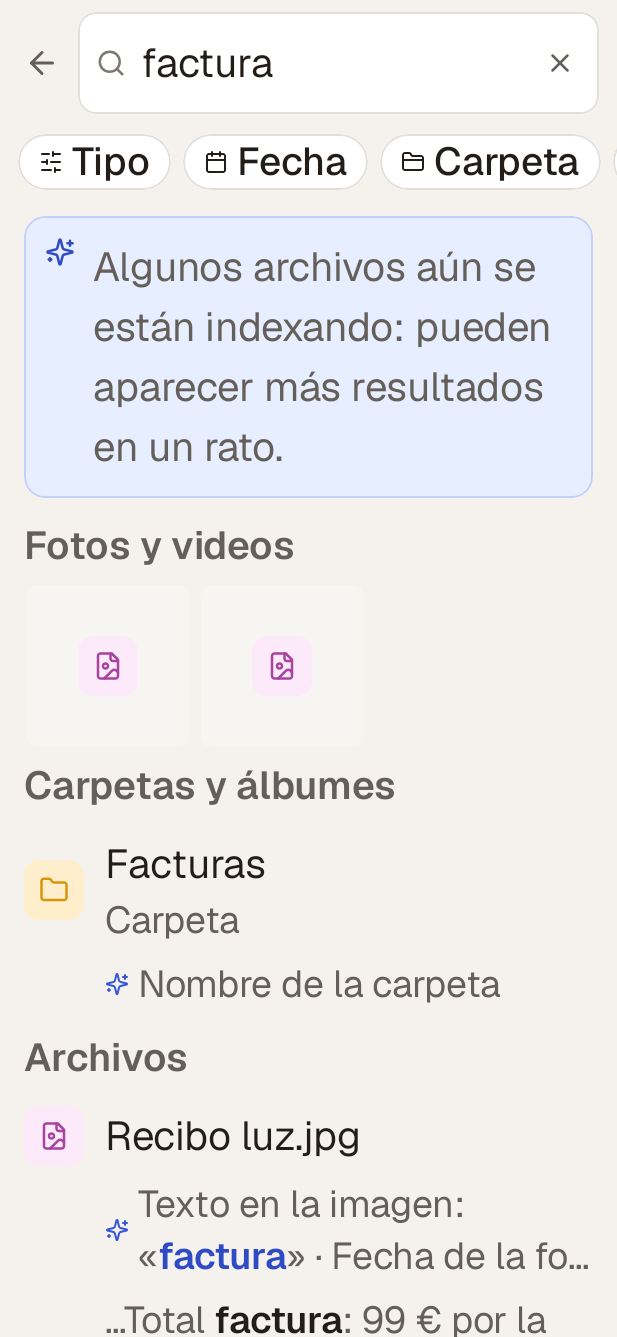 factura
Tipo
Fecha
Carpeta
Algunos archivos aún se
están indexando: pueden
aparecer más resultados
en un rato.
Fotos y videos
Carpetas y álbumes
Facturas
Carpeta
Nombre de la carpeta
Archivos
Recibo luz.jpg
Texto en la imagen:
«factura» · Fecha de la fo…
…Total factura: 99 € por la